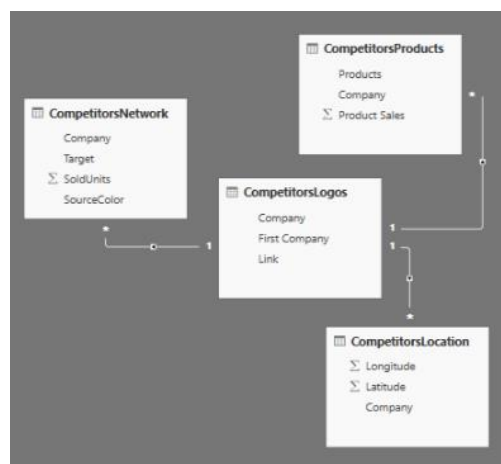 CompetitorsProducts
Products
Company
* 
Σ Product Sales
CompetitorsNetwork
Company
Target
Σ SoldUnits
SourceColor
CompetitorsLogos
Company
First Company
Link
*
1
1
1
*
CompetitorsLocation
Σ Longitude
Σ Latitude
Company